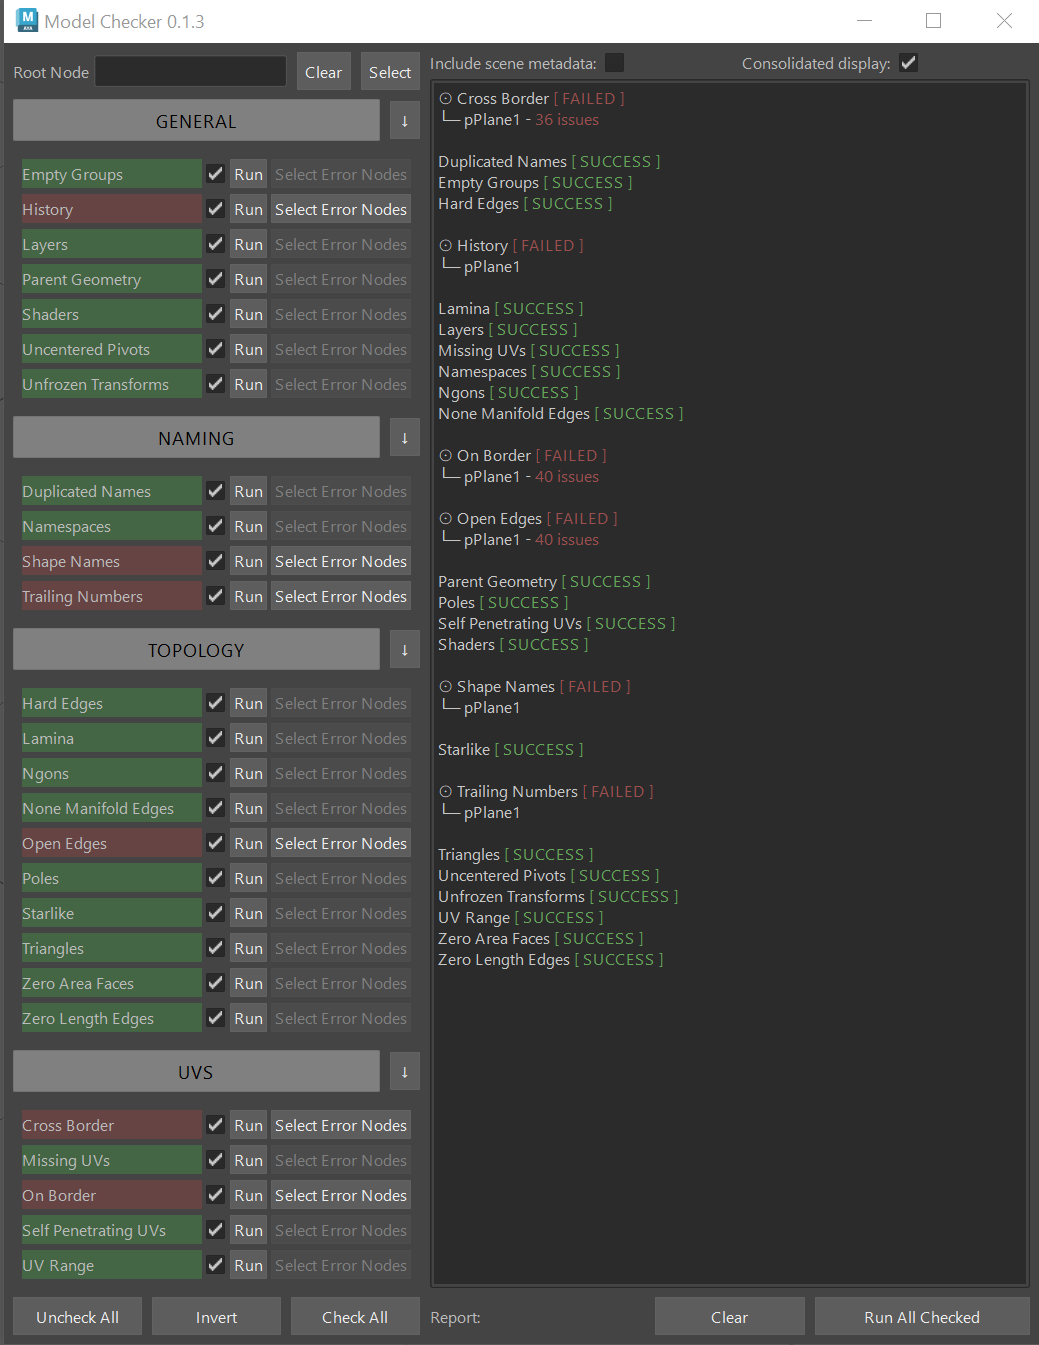 Model Checker 0.1.3
Root Node
Clear
Select
GENERAL
↓
Empty Groups Run Select Error Nodes
History Run Select Error Nodes
Layers Run Select Error Nodes
Parent Geometry Run Select Error Nodes
Shaders Run Select Error Nodes
Uncentered Pivots Run Select Error Nodes
Unfrozen Transforms Run Select Error Nodes
NAMING
↓
Duplicated Names Run Select Error Nodes
Namespaces Run Select Error Nodes
Shape Names Run Select Error Nodes
Trailing Numbers Run Select Error Nodes
TOPOLOGY
↓
Hard Edges Run Select Error Nodes
Lamina Run Select Error Nodes
Ngons Run Select Error Nodes
None Manifold Edges Run Select Error Nodes
Open Edges Run Select Error Nodes
Poles Run Select Error Nodes
Starlike Run Select Error Nodes
Triangles Run Select Error Nodes
Zero Area Faces Run Select Error Nodes
Zero Length Edges Run Select Error Nodes
UVS
↓
Cross Border Run Select Error Nodes
Missing UVs Run Select Error Nodes
On Border Run Select Error Nodes
Self Penetrating UVs Run Select Error Nodes
UV Range Run Select Error Nodes
Uncheck All
Invert
Check All
Include scene metadata:
Consolidated display:
⊙ Cross Border [ FAILED ]
└─ pPlane1 - 36 issues
Duplicated Names [ SUCCESS ]
Empty Groups [ SUCCESS ]
Hard Edges [ SUCCESS ]
⊙ History [ FAILED ]
└─ pPlane1
Lamina [ SUCCESS ]
Layers [ SUCCESS ]
Missing UVs [ SUCCESS ]
Namespaces [ SUCCESS ]
Ngons [ SUCCESS ]
None Manifold Edges [ SUCCESS ]
⊙ On Border [ FAILED ]
└─ pPlane1 - 40 issues
⊙ Open Edges [ FAILED ]
└─ pPlane1 - 40 issues
Parent Geometry [ SUCCESS ]
Poles [ SUCCESS ]
Self Penetrating UVs [ SUCCESS ]
Shaders [ SUCCESS ]
⊙ Shape Names [ FAILED ]
└─ pPlane1
Starlike [ SUCCESS ]
⊙ Trailing Numbers [ FAILED ]
└─ pPlane1
Triangles [ SUCCESS ]
Uncentered Pivots [ SUCCESS ]
Unfrozen Transforms [ SUCCESS ]
UV Range [ SUCCESS ]
Zero Area Faces [ SUCCESS ]
Zero Length Edges [ SUCCESS ]
Report:
Clear
Run All Checked